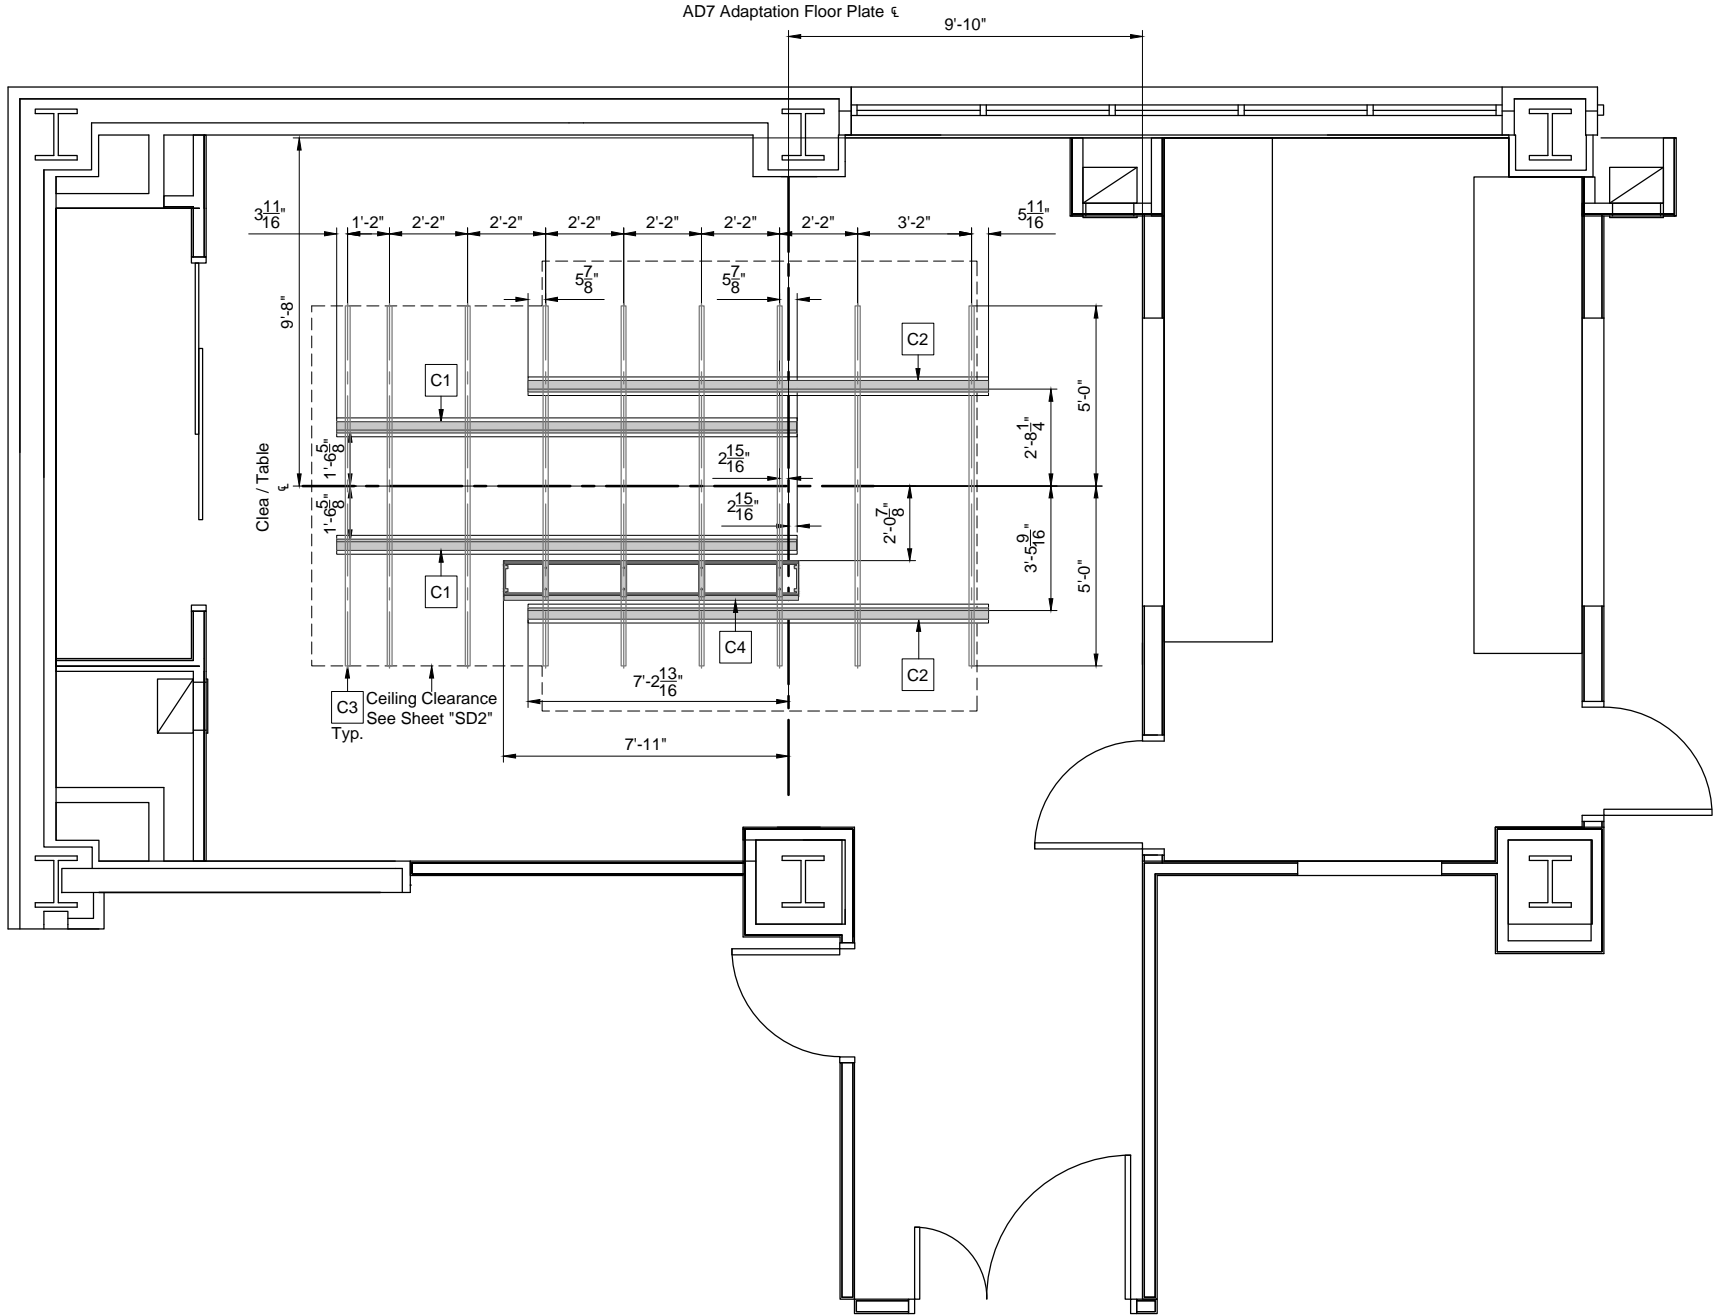 AD7 Adaptation Floor Plate ℄
9'-10"
3 11/16"
1'-2"
2'-2"
2'-2"
2'-2"
2'-2"
2'-2"
2'-2"
3'-2"
5 11/16"
5 7/8"
5 7/8"
9'-8"
C2
C1
5'-0"
2'-8 1/4"
1'-6 5/8"
2 15/16"
Clea / Table
℄
1'-6 5/8"
2 15/16"
2'-0 7/8"
3'-5 9/16"
5'-0"
C1
C4
C2
7'-2 13/16"
C3
Typ.
Ceiling Clearance
See Sheet "SD2"
7'-11"